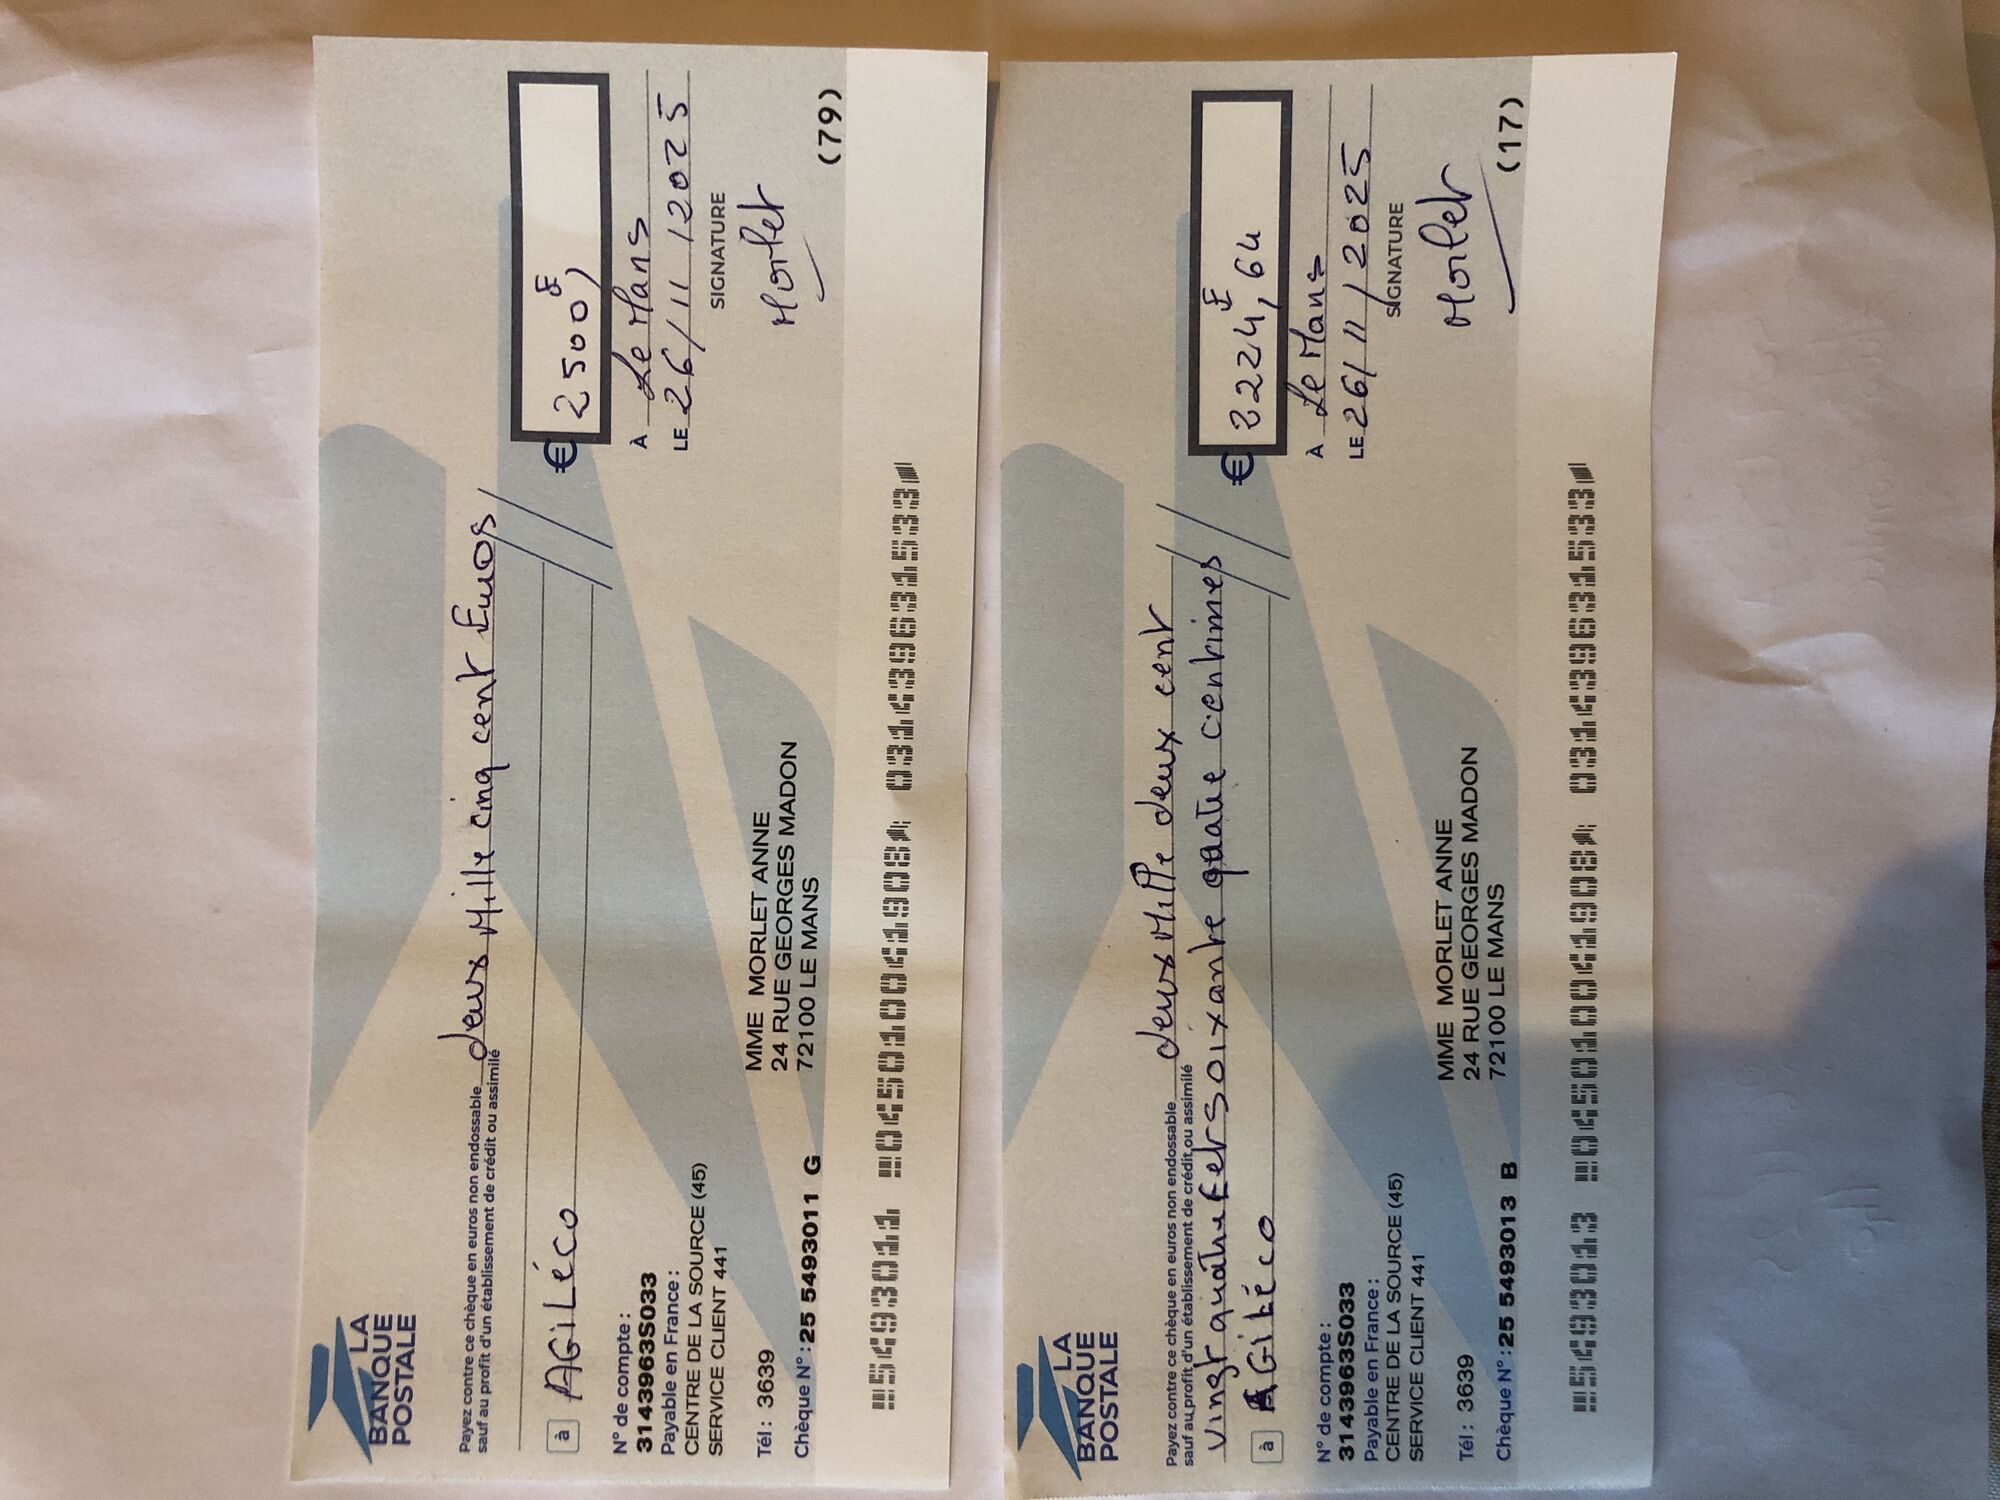 LA
BANQUE
POSTALE
Payez contre ce chèque en euros non endossable
sauf au profit d'un établissement de crédit ou assimilé
deux Mille cinq cent Euros
à AGiLéco
€ 2500,
E
À Le Mans
LE 26/11/2025
SIGNATURE
Morlet
N° de compte :
3143963S033
Payable en France :
CENTRE DE LA SOURCE (45)
SERVICE CLIENT 441
Tél : 3639
Chèque N° : 25 5493011 G
MME MORLET ANNE
24 RUE GEORGES MADON
72100 LE MANS
(79)
5493011 045010041908 031439631533
LA
BANQUE
POSTALE
Payez contre ce chèque en euros non endossable
sauf au profit d'un établissement de crédit ou assimilé
deux Mille deux cent
vingt quatre E et soixante quatre centimes
à AGiLéco
€ 2224,64
E
À Le Mans
LE 26/11/2025
SIGNATURE
Morlet
N° de compte :
3143963S033
Payable en France :
CENTRE DE LA SOURCE (45)
SERVICE CLIENT 441
Tél : 3639
Chèque N° : 25 5493013 B
MME MORLET ANNE
24 RUE GEORGES MADON
72100 LE MANS
(17)
5493013 045010041908 031439631533